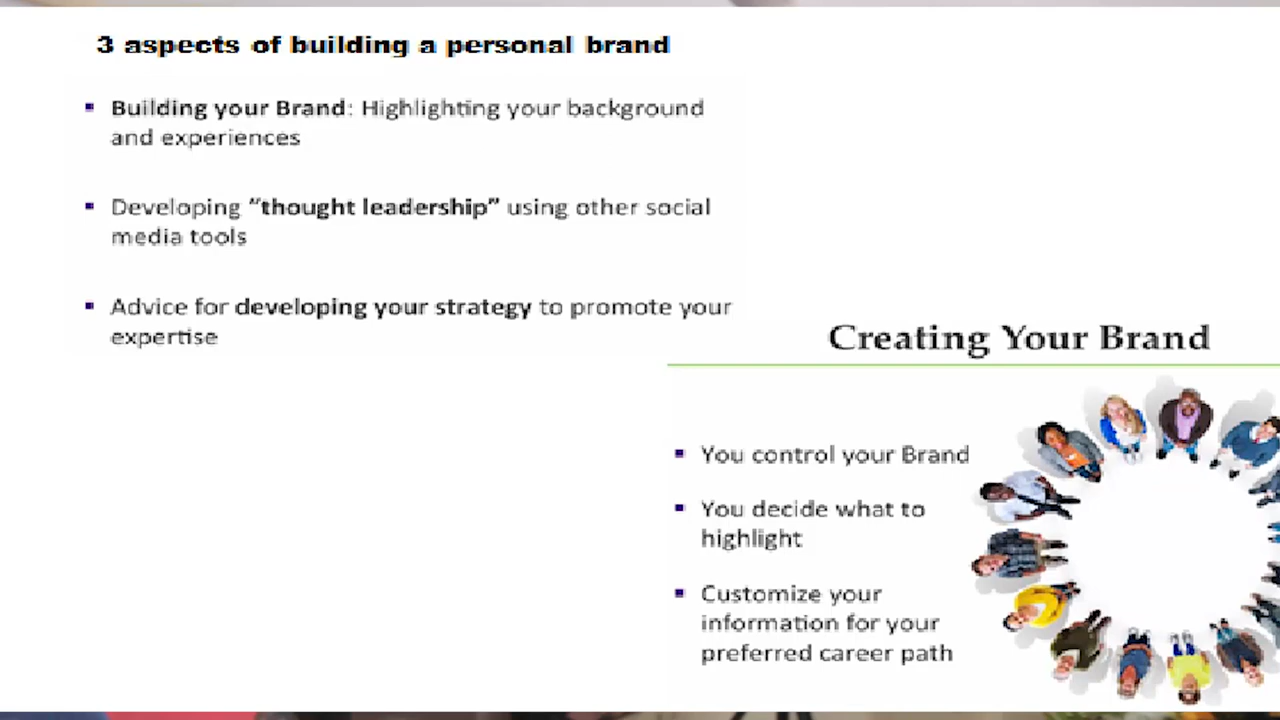 3 aspects of building a personal brand
▪ Building your Brand: Highlighting your background
and experiences
▪ Developing “thought leadership” using other social
media tools
▪ Advice for developing your strategy to promote your
expertise
Creating Your Brand
▪ You control your Brand
▪ You decide what to
highlight
▪ Customize your
information for your
preferred career path